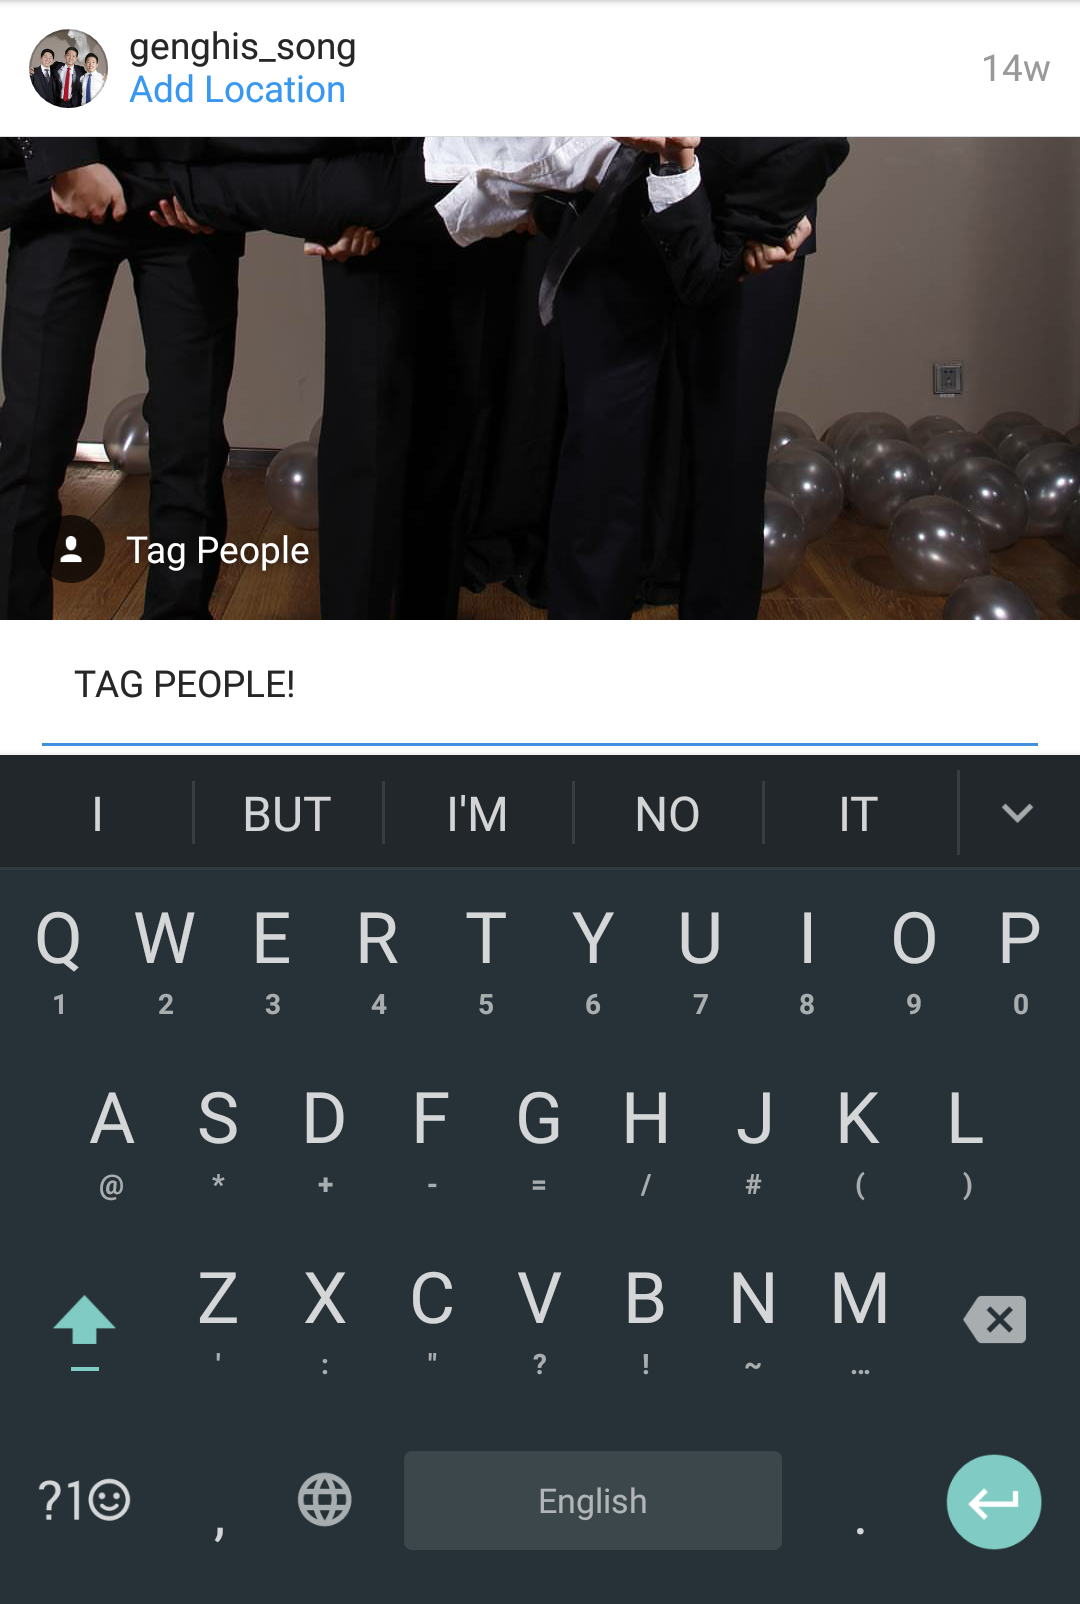 genghis_song
Add Location
14w
Tag People
TAG PEOPLE!
I BUT I'M NO IT
Q W E R T Y U I O P
1 2 3 4 5 6 7 8 9 0
A S D F G H J K L
@ * + - = / # ( )
Z X C V B N M
' : " ? ! ~ …
?1☺ , English .